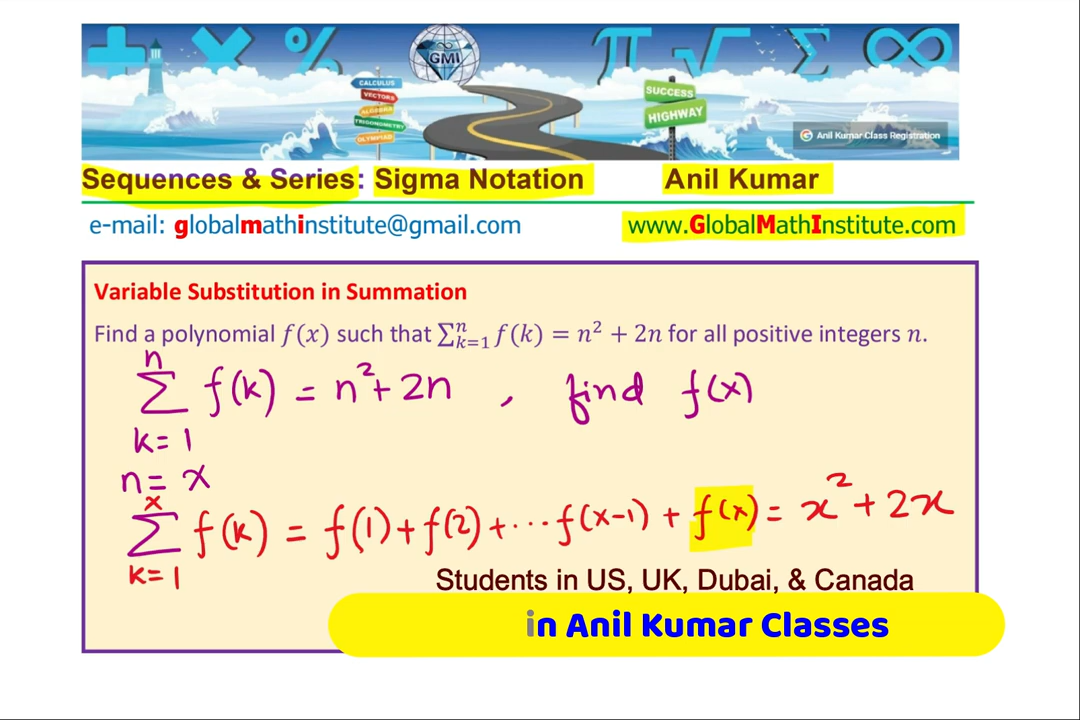 GMI
CALCULUS
VECTORS
ALGEBRA
TRIGONOMETRY
OLYMPIAD
SUCCESS
HIGHWAY
G Anil Kumar Class Registration
Sequences & Series: Sigma Notation Anil Kumar
e-mail: globalmathinstitute@gmail.com www.GlobalMathInstitute.com
Variable Substitution in Summation
Find a polynomial f(x) such that ∑ⁿₖ₌₁ f(k) = n² + 2n for all positive integers n.
n
∑ f(k) = n² + 2n , find f(x)
k = 1
n = x
x
∑ f(k) = f(1) + f(2) + ... f(x-1) + f(x) = x² + 2x
k = 1
Students in US, UK, Dubai, & Canada
in Anil Kumar Classes